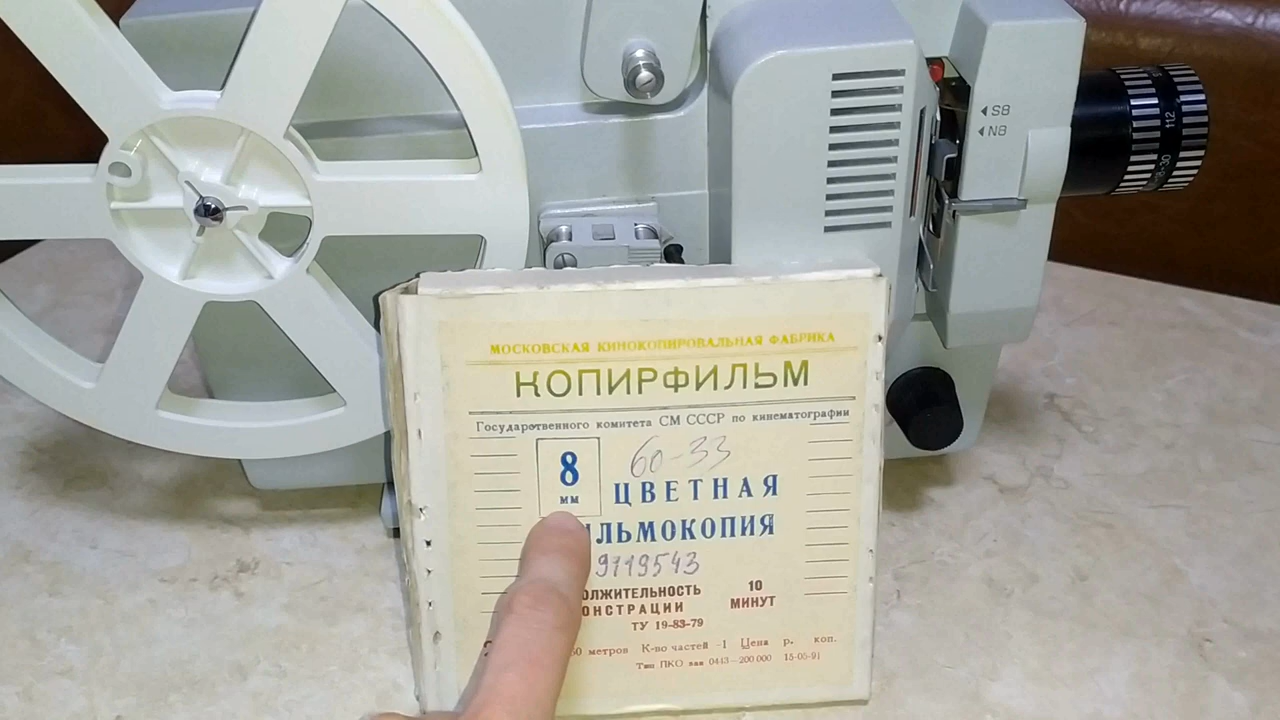 ◄S8
◄N8
112
МОСКОВСКАЯ КИНОКОПИРОВАЛЬНАЯ ФАБРИКА
КОПИРФИЛЬМ
Государственного комитета СМ СССР по кинематографии
8
мм
60-33
ЦВЕТНАЯ
ЛЬМОКОПИЯ
9119543
ОЛЖИТЕЛЬНОСТЬ
ОНСТРАЦИИ
10
МИНУТ
ТУ 19-83-79
метров К-во частей -1 Цена р. коп.
Тип ПКО зак 0443-200 000 15-05-91